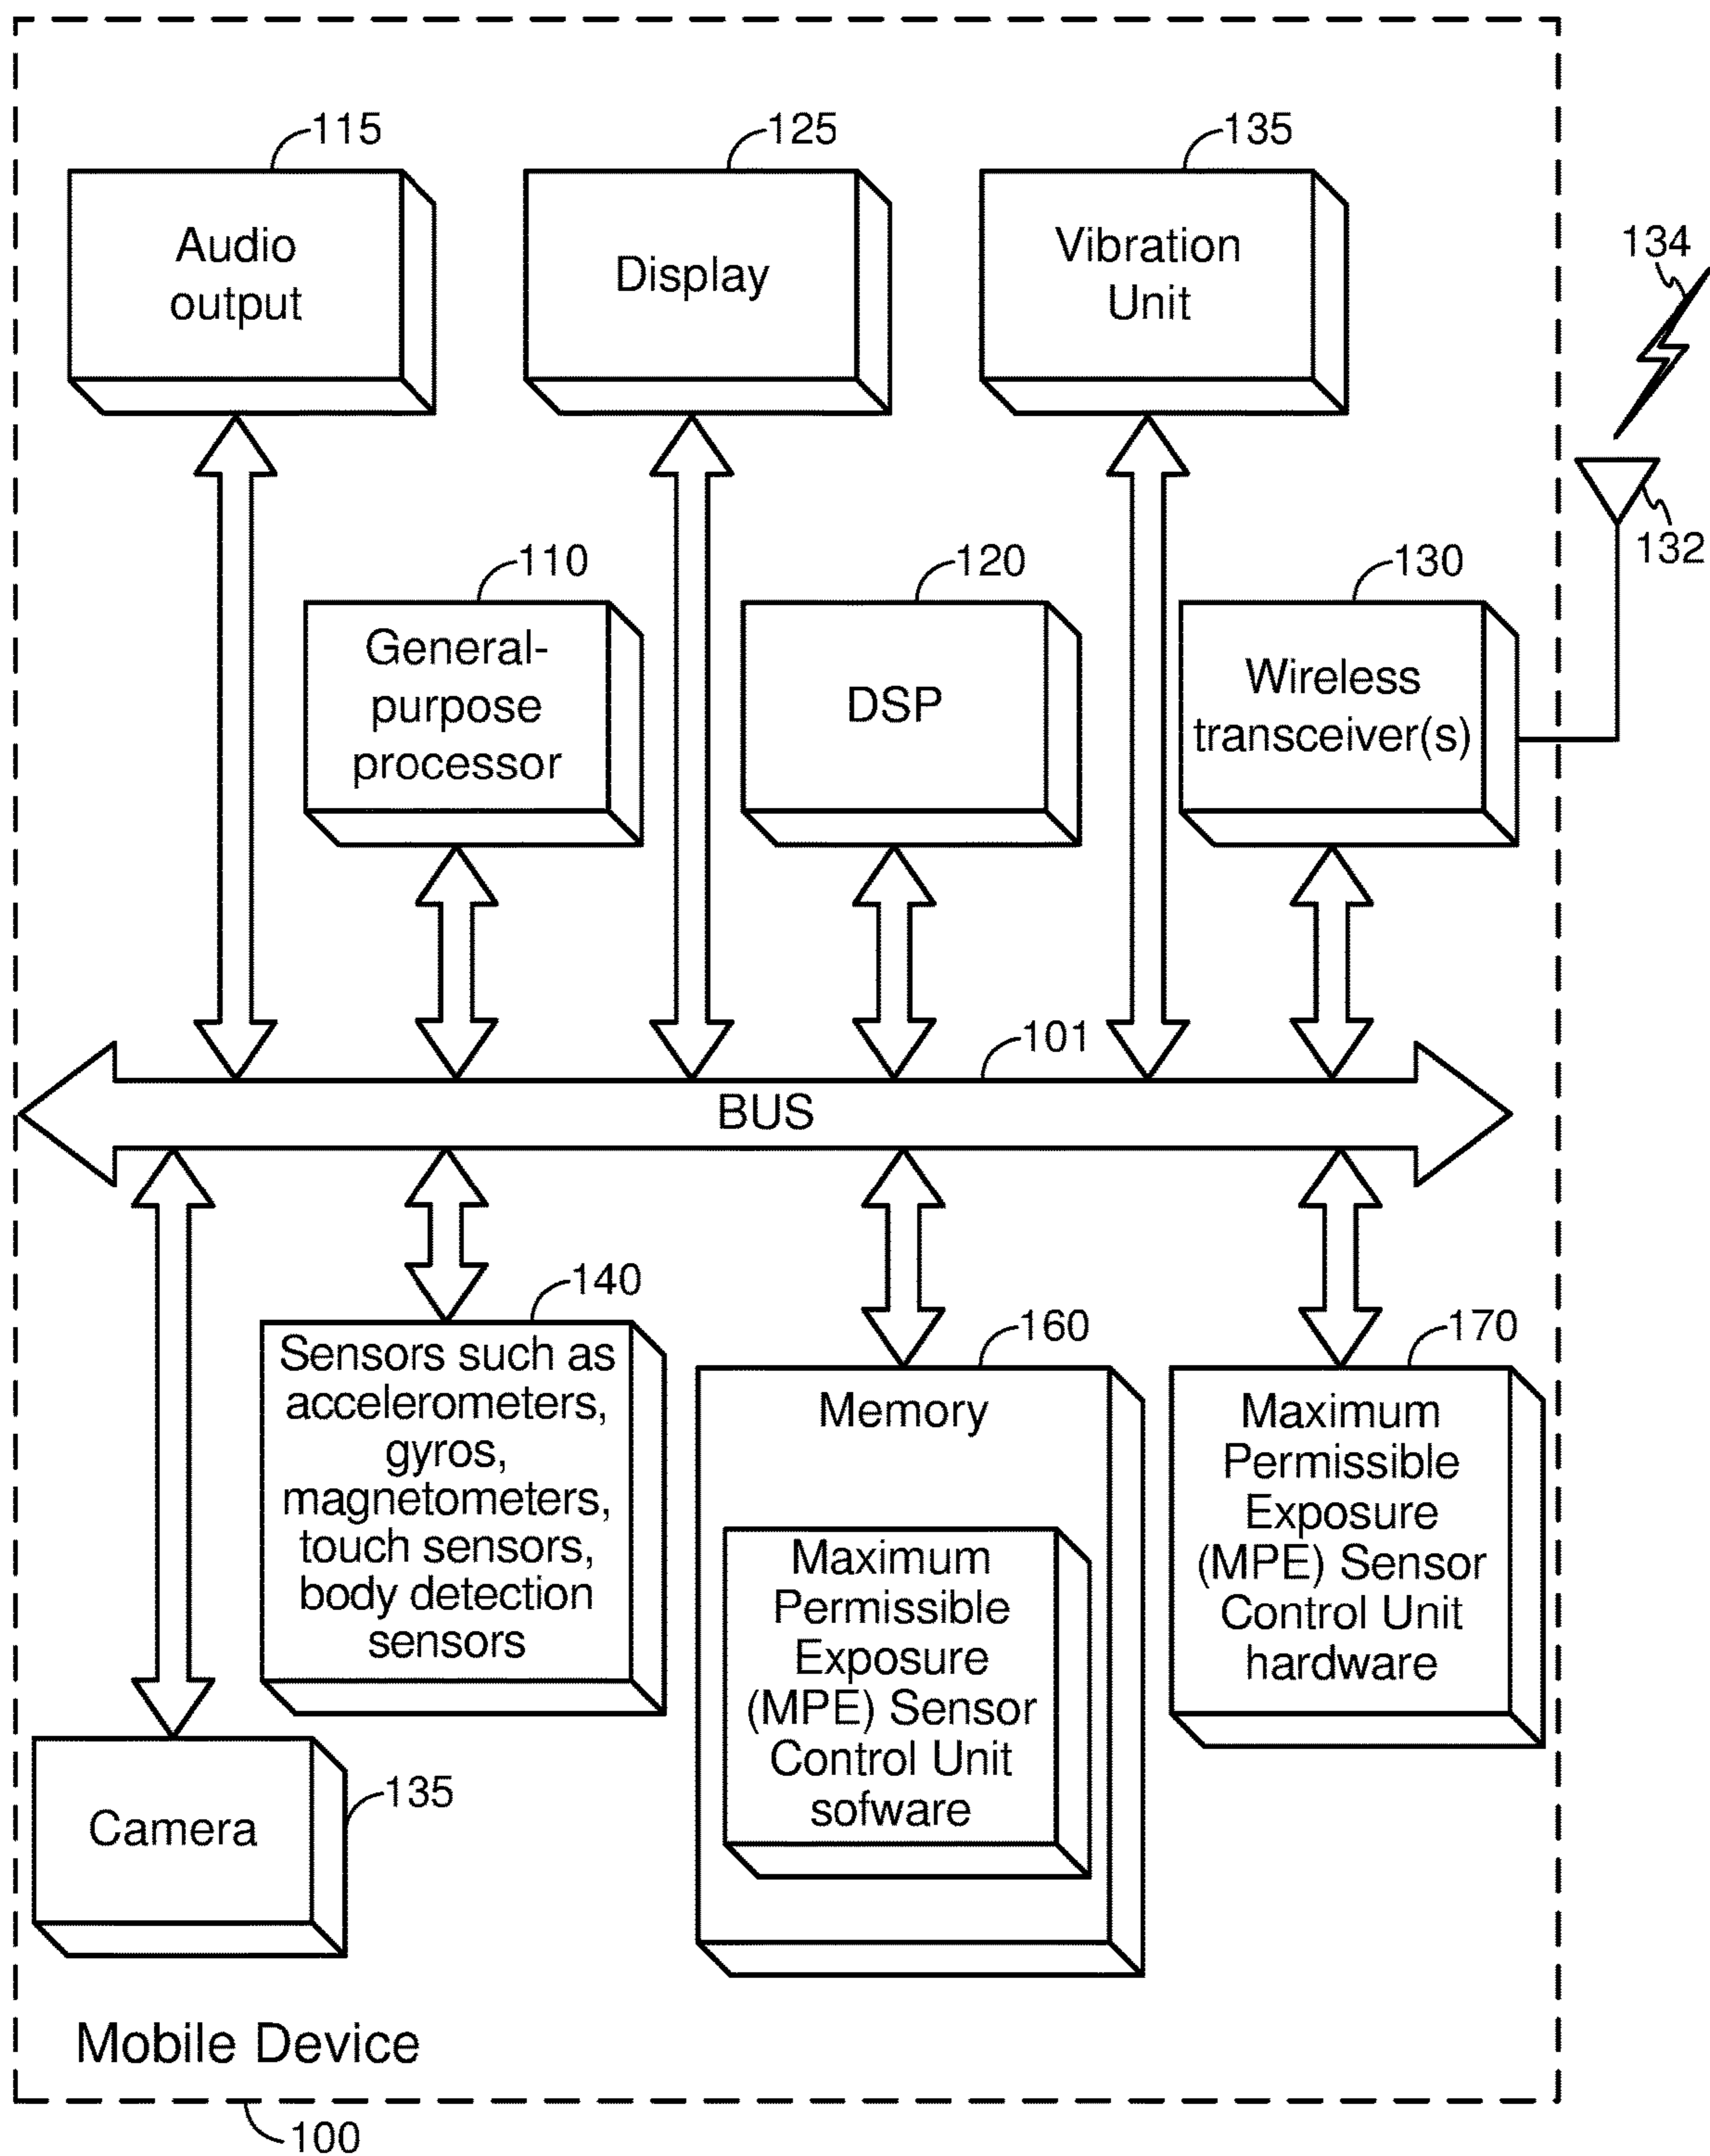 115
125
135
Audio
output
Display
Vibration
Unit
134
132
110
120
130
General-
purpose
processor
DSP
Wireless
transceiver(s)
101
BUS
140
Sensors such as
accelerometers,
gyros,
magnetometers,
touch sensors,
body detection
sensors
160
Memory
Maximum
Permissible
Exposure
(MPE) Sensor
Control Unit
sofware
170
Maximum
Permissible
Exposure
(MPE) Sensor
Control Unit
hardware
135
Camera
Mobile Device
100